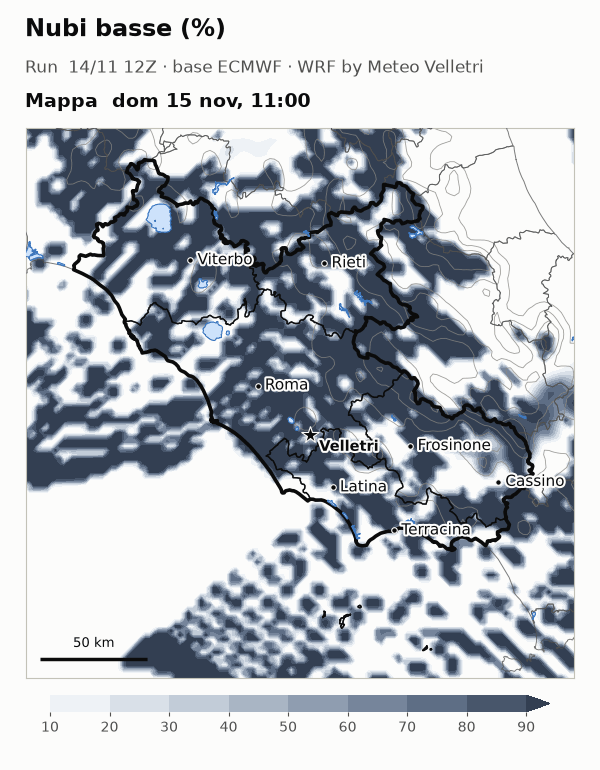 Nubi basse (%)
Run  14/11 12Z · base ECMWF · WRF by Meteo Velletri
Mappa  dom 15 nov, 11:00
Viterbo
Rieti
Roma
Velletri
Frosinone
Cassino
Latina
Terracina
50 km
10 20 30 40 50 60 70 80 90